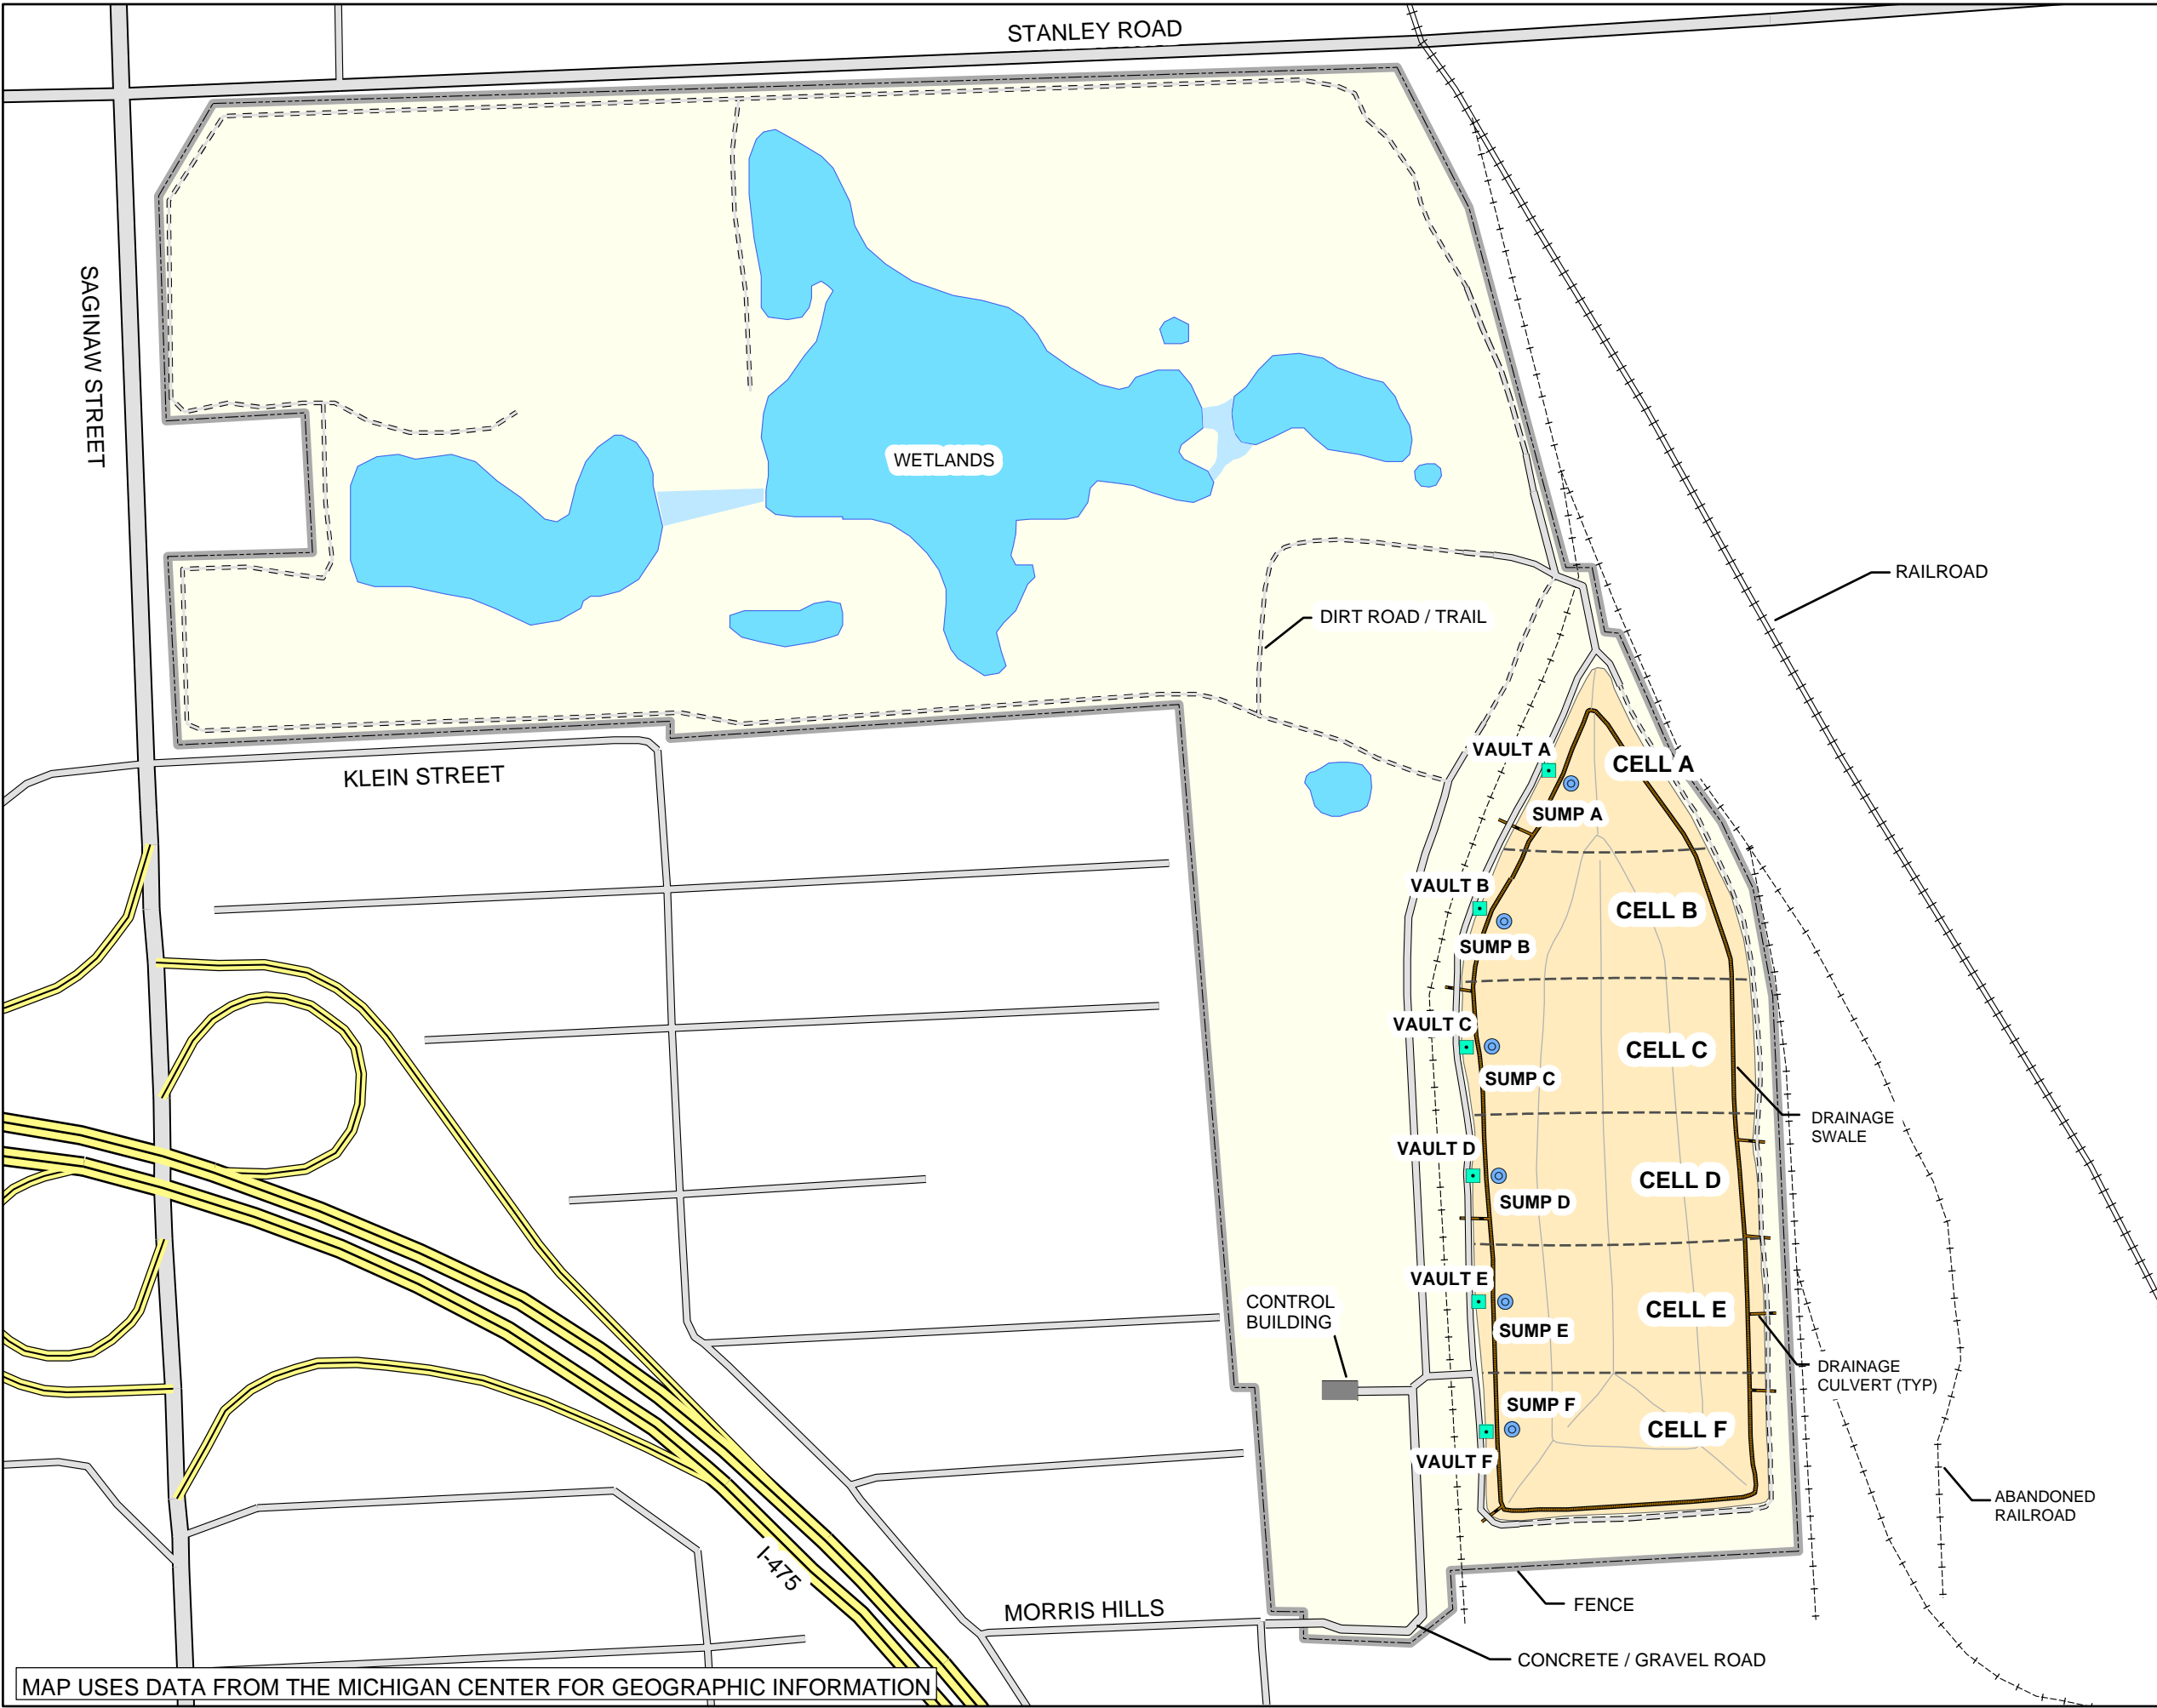 STANLEY ROAD
SAGINAW STREET
WETLANDS
RAILROAD
DIRT ROAD / TRAIL
KLEIN STREET
VAULT A
CELL A
SUMP A
VAULT B
CELL B
SUMP B
VAULT C
CELL C
SUMP C
DRAINAGE
SWALE
VAULT D
CELL D
SUMP D
VAULT E
CONTROL
BUILDING
CELL E
SUMP E
DRAINAGE
CULVERT (TYP)
SUMP F
CELL F
VAULT F
ABANDONED
RAILROAD
I-475
MORRIS HILLS
FENCE
CONCRETE / GRAVEL ROAD
MAP USES DATA FROM THE MICHIGAN CENTER FOR GEOGRAPHIC INFORMATION